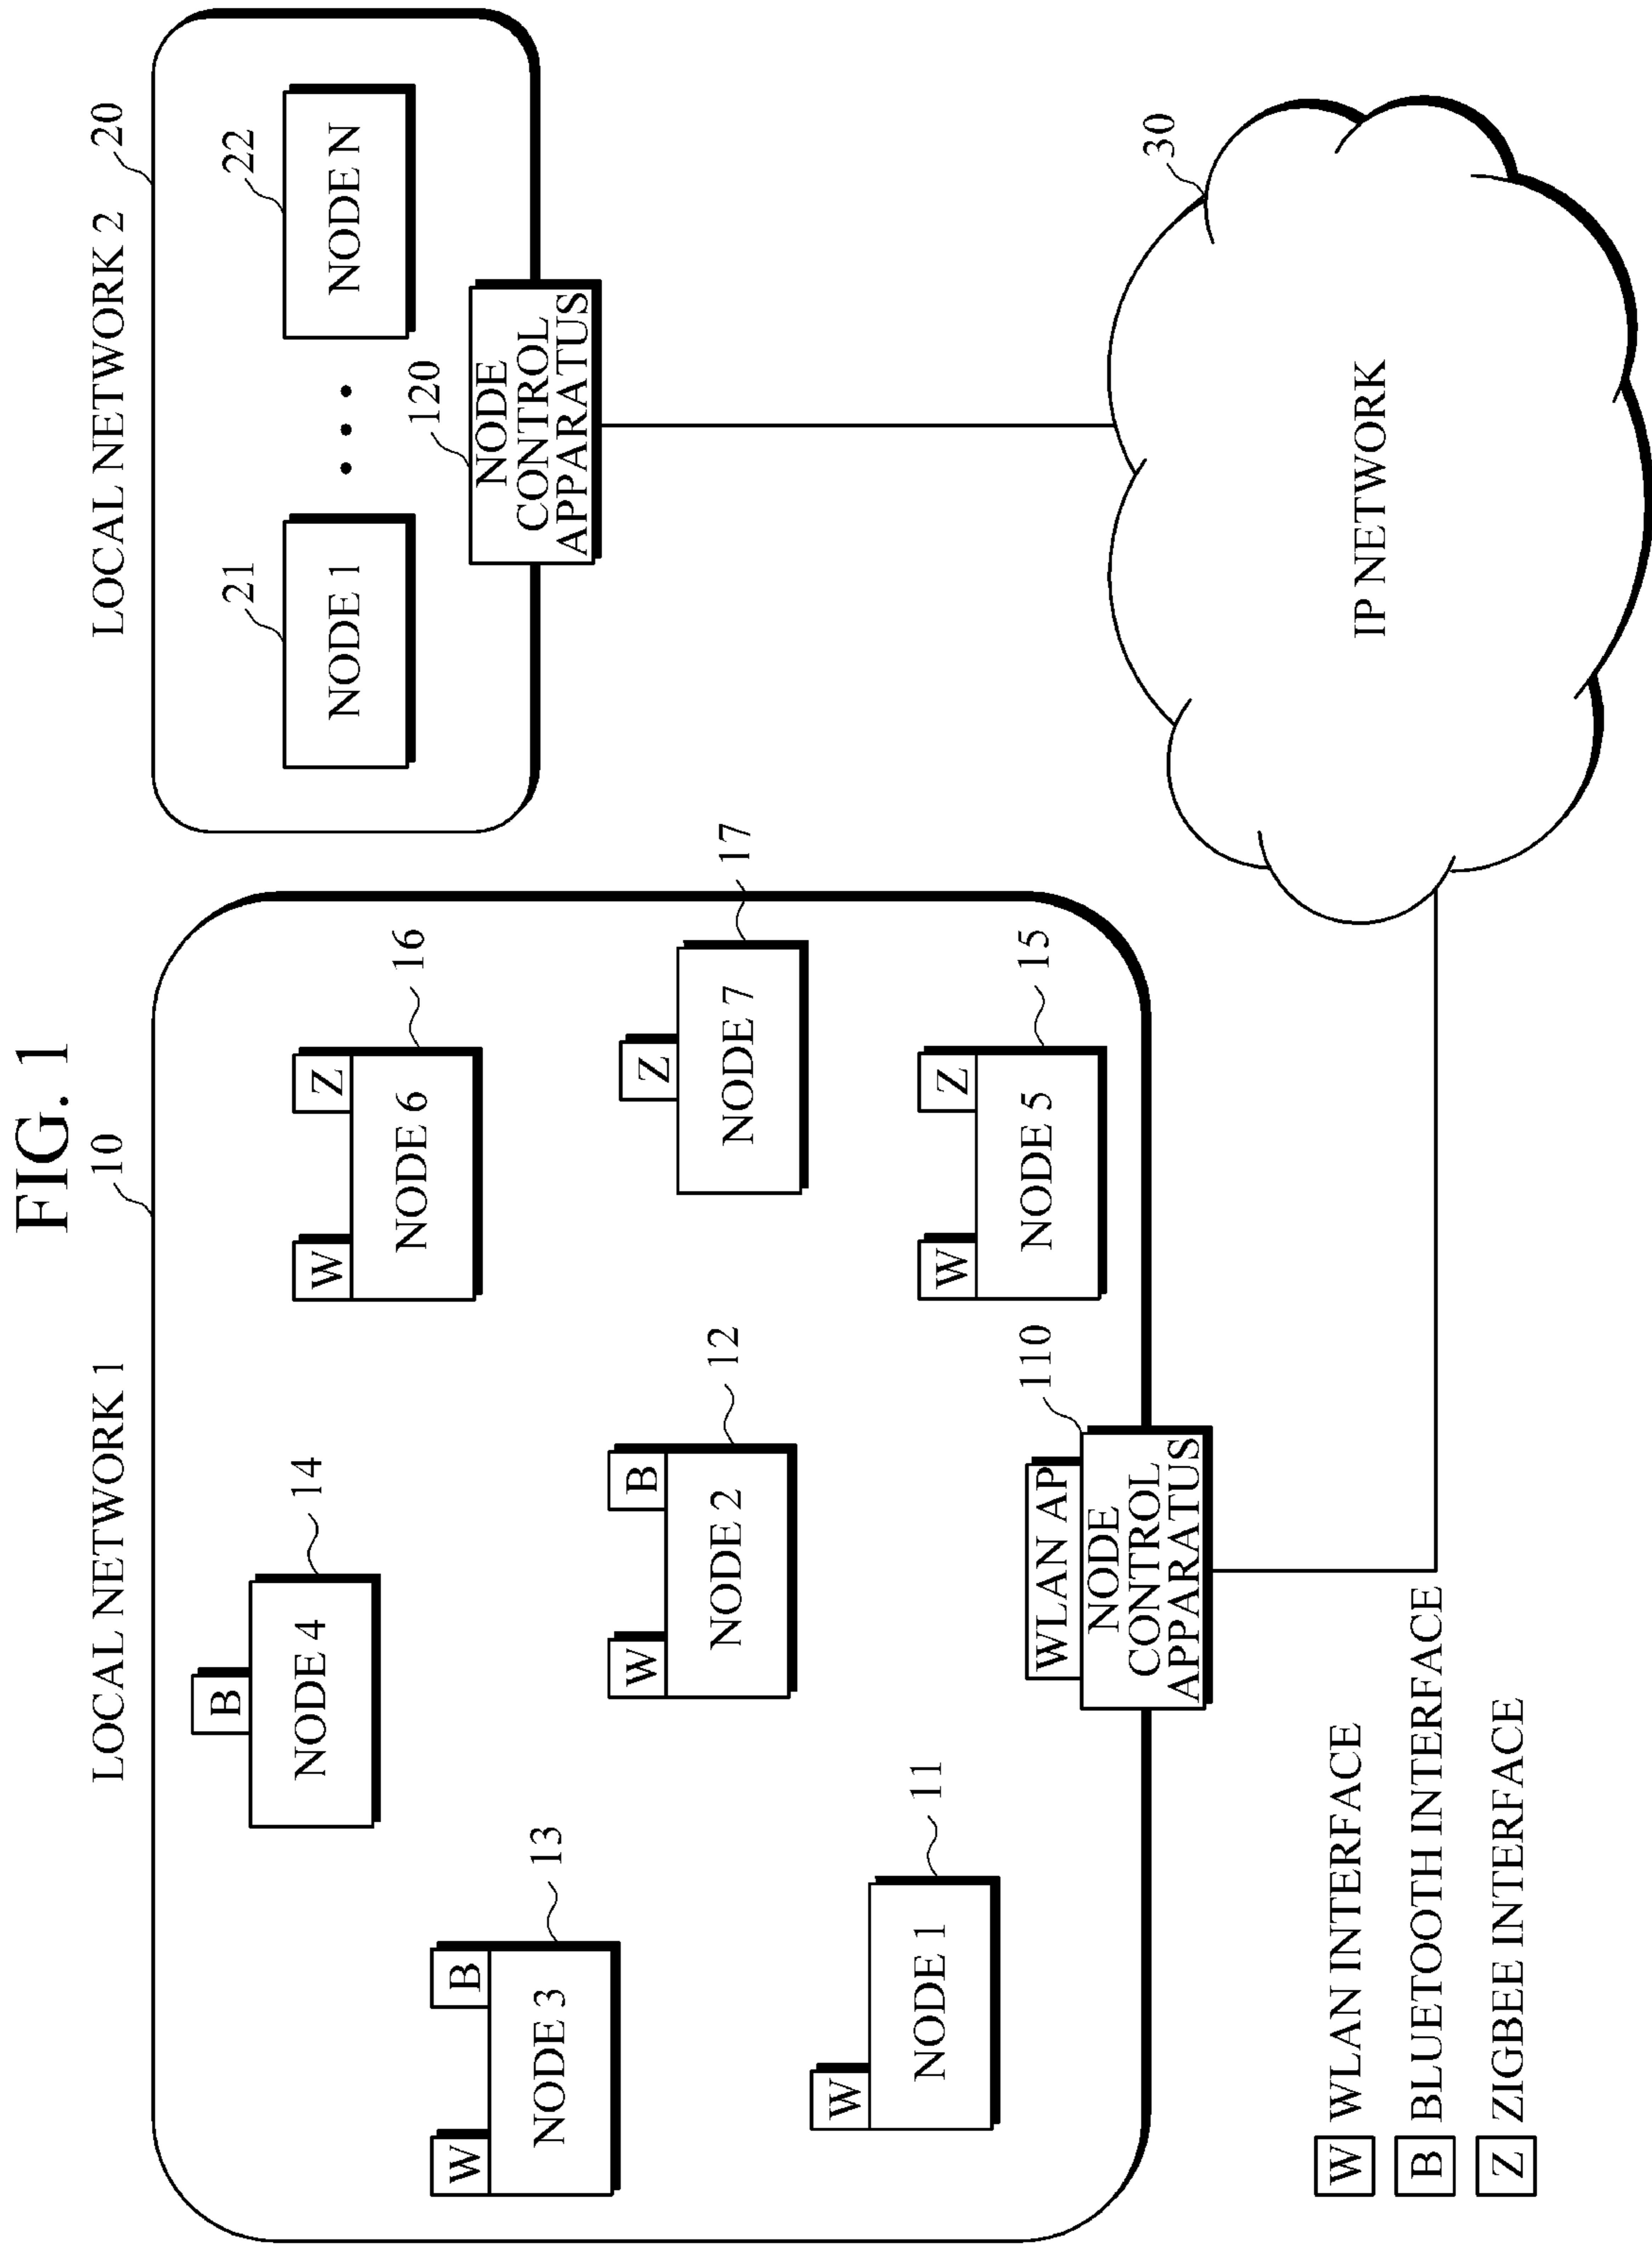 FIG. 1
LOCAL NETWORK 1
10
LOCAL NETWORK 2
20
B
NODE 4
14
W
Z
NODE 6
16
W
B
NODE 3
13
W
B
NODE 2
12
Z
NODE 7
17
W
NODE 1
11
W
Z
NODE 5
15
WLAN AP
NODE
CONTROL
APPARATUS
110
NODE 1
21
NODE N
22
NODE
CONTROL
APPARATUS
120
IP NETWORK
30
W WLAN INTERFACE
B BLUETOOTH INTERFACE
Z ZIGBEE INTERFACE